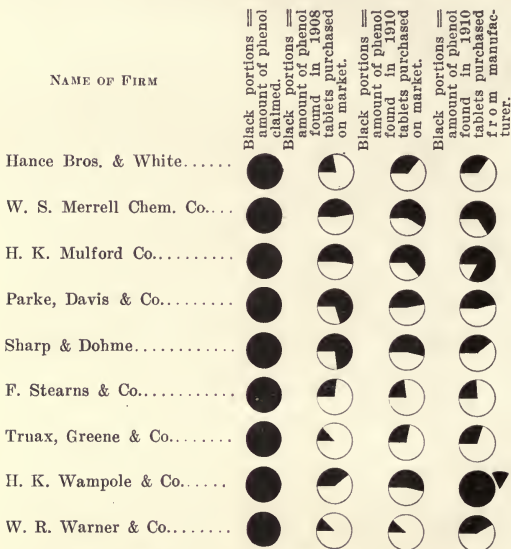 NAME OF FIRM
Black portions =
amount of phenol
claimed.
Black portions =
amount of phenol
found in 1908
tablets purchased
on market.
Black portions =
amount of phenol
found in 1910
tablets purchased
on market.
Black portions =
amount of phenol
found in 1910
tablets purchased
from manufac-
turer.
Hance Bros. & White......
W. S. Merrell Chem. Co....
H. K. Mulford Co..........
Parke, Davis & Co.........
Sharp & Dohme............
F. Stearns & Co...........
Truax, Greene & Co........
H. K. Wampole & Co......
W. R. Warner & Co........